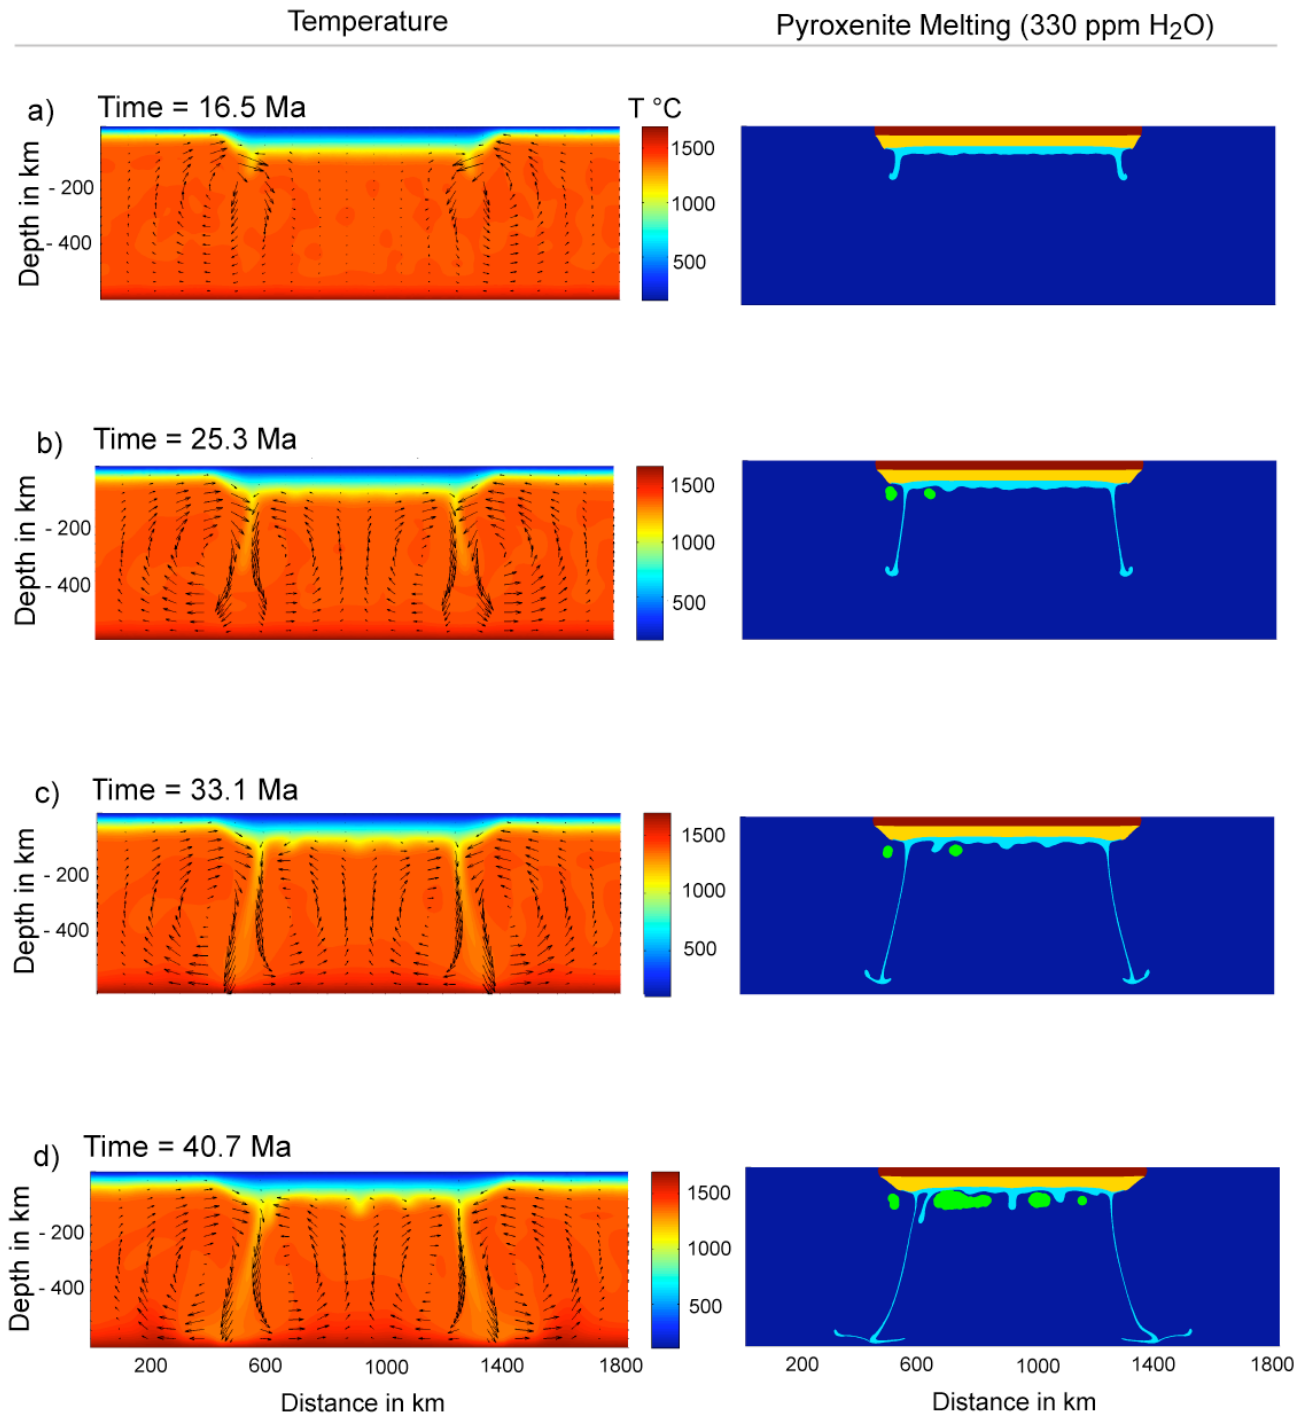 Temperature
Pyroxenite Melting (330 ppm H2O)
a) Time = 16.5 Ma
T °C
Depth in km
- 200
- 400
1500
1000
500
b) Time = 25.3 Ma
Depth in km
- 200
- 400
1500
1000
500
c) Time = 33.1 Ma
Depth in km
- 200
- 400
1500
1000
500
d) Time = 40.7 Ma
Depth in km
- 200
- 400
1500
1000
500
200 600 1000 1400 1800
200 600 1000 1400 1800
Distance in km
Distance in km